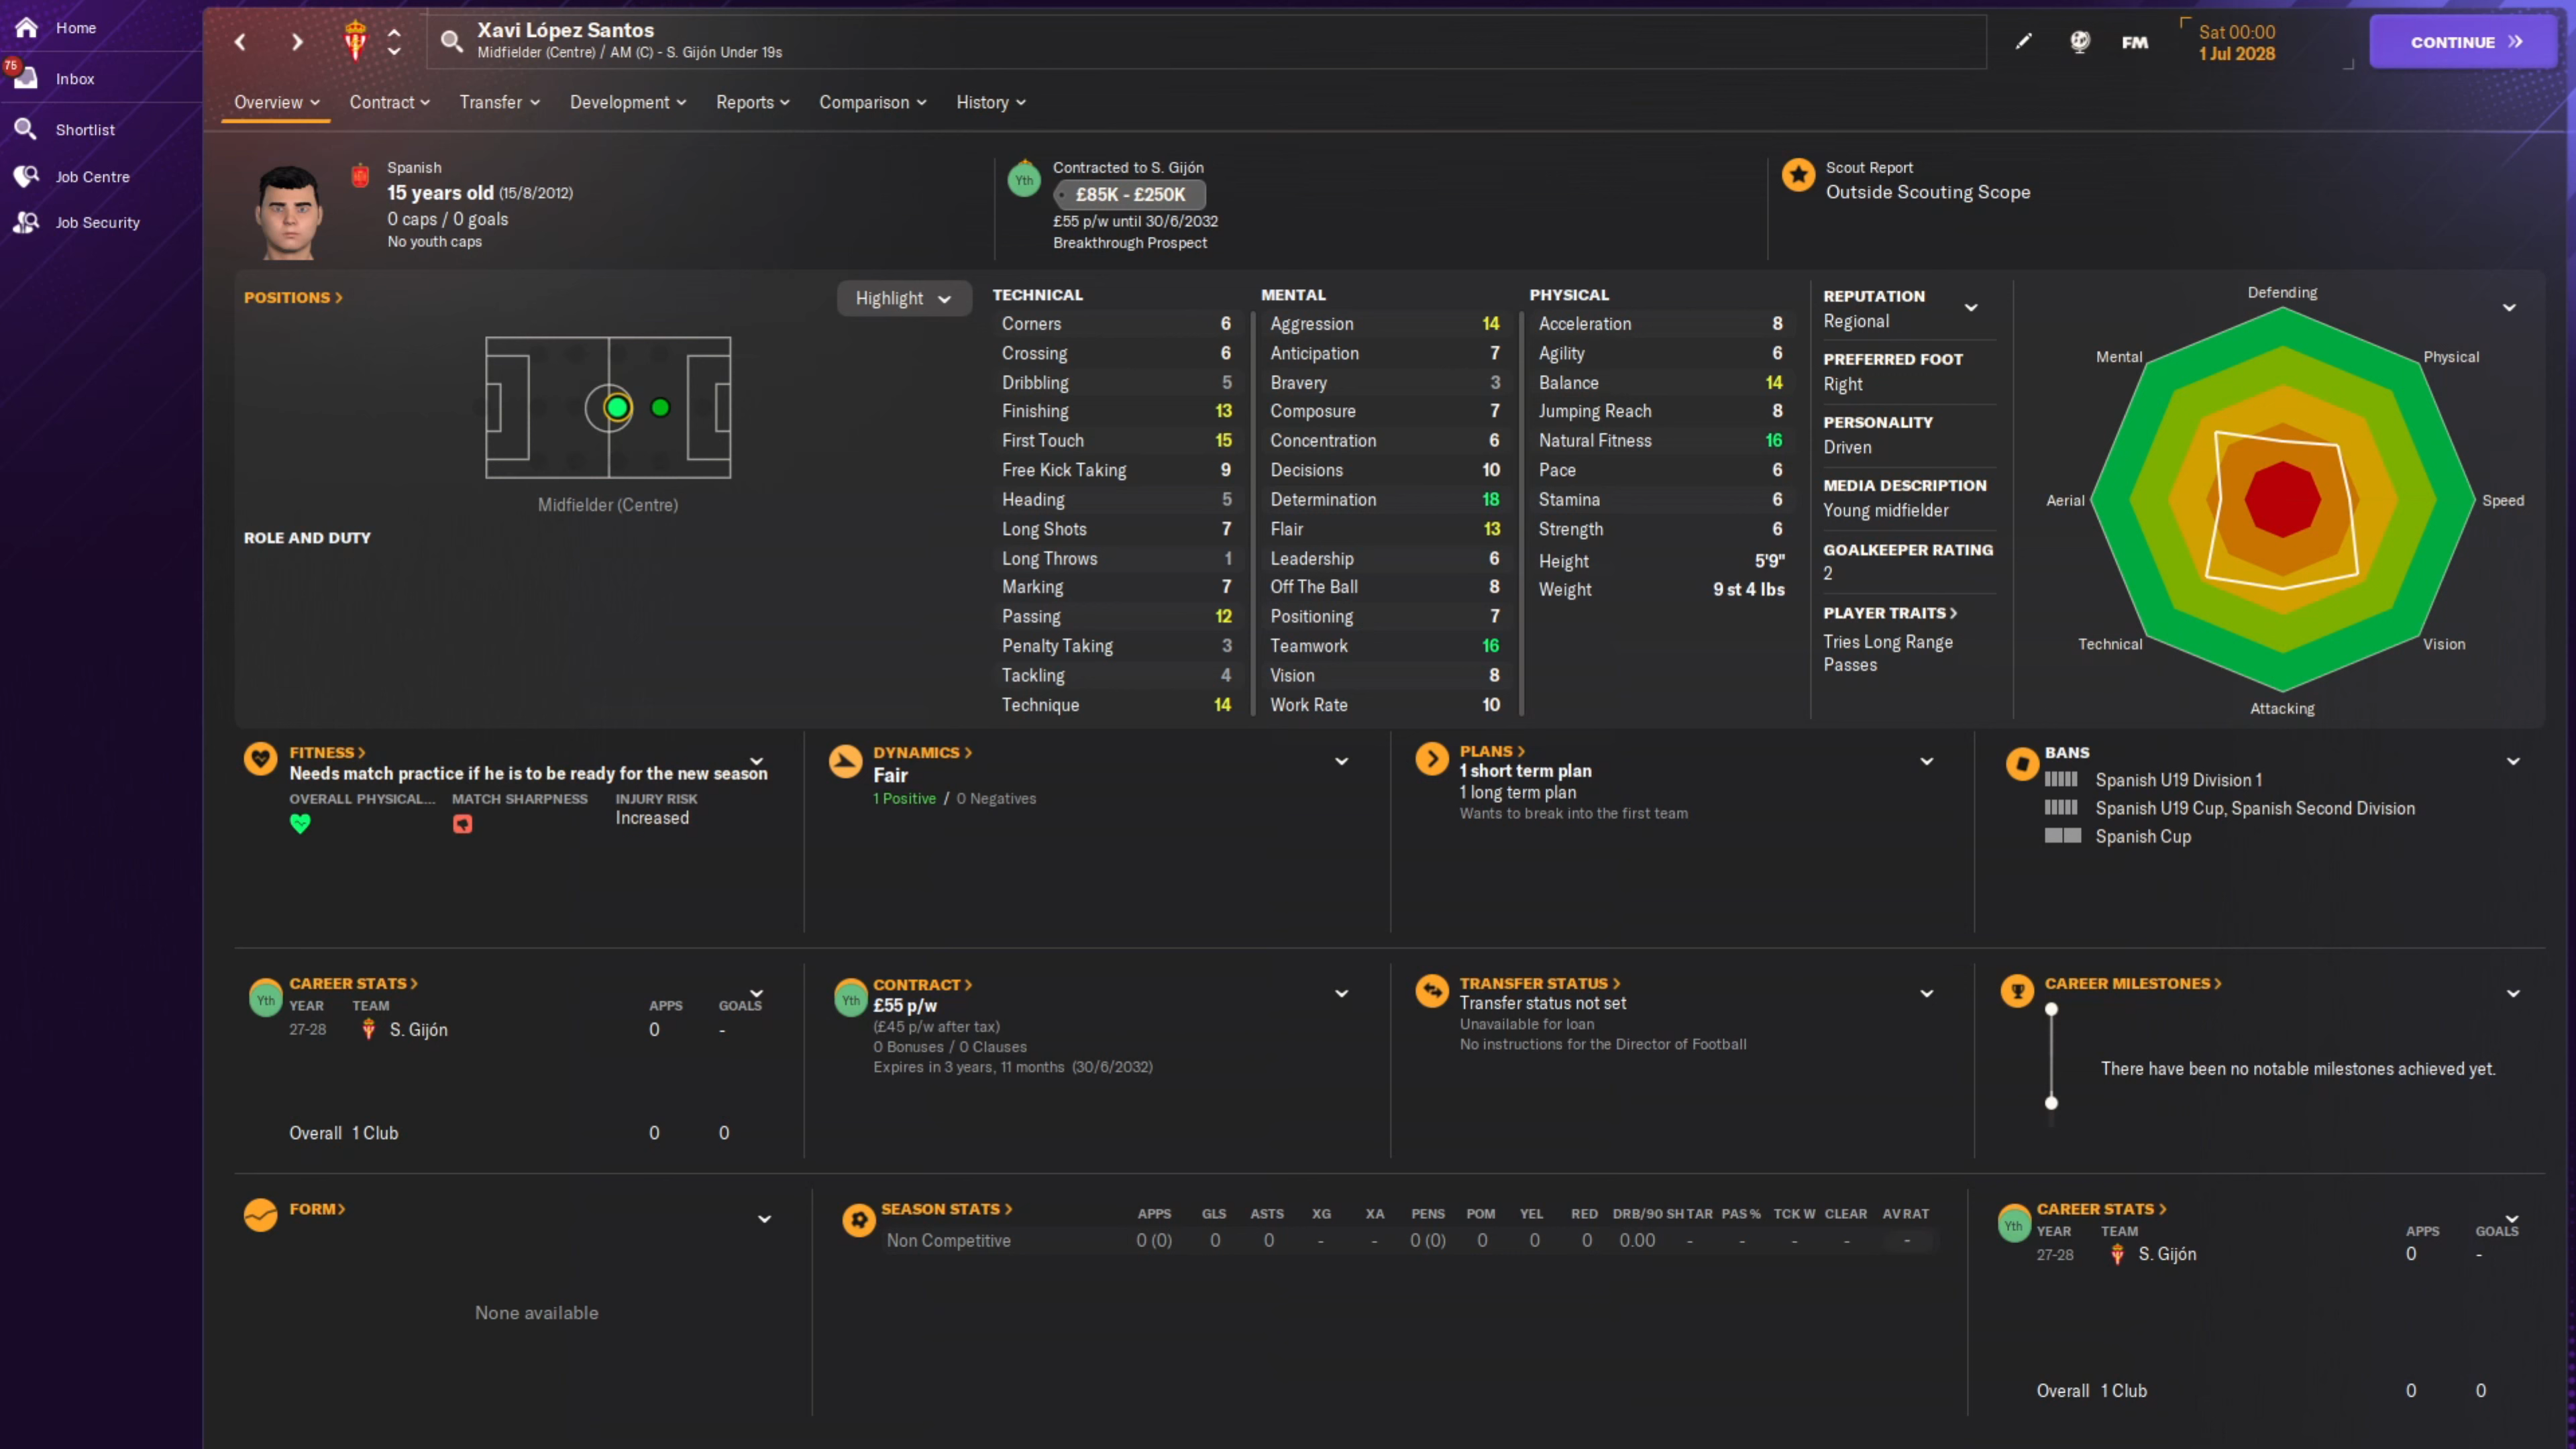 Home
75
Inbox
Shortlist
Job Centre
Job Security
Xavi López Santos
Midfielder (Centre) / AM (C) - S. Gijón Under 19s
FM
Sat 00:00
1 Jul 2028
CONTINUE
Overview
Contract
Transfer
Development
Reports
Comparison
History
Spanish
15 years old (15/8/2012)
0 caps / 0 goals
No youth caps
Yth
Contracted to S. Gijón
£85K - £250K
£55 p/w until 30/6/2032
Breakthrough Prospect
Scout Report
Outside Scouting Scope
POSITIONS
Highlight
Midfielder (Centre)
ROLE AND DUTY
TECHNICAL
Corners 6
Crossing 6
Dribbling 5
Finishing 13
First Touch 15
Free Kick Taking 9
Heading 5
Long Shots 7
Long Throws 1
Marking 7
Passing 12
Penalty Taking 3
Tackling 4
Technique 14
MENTAL
Aggression 14
Anticipation 7
Bravery 3
Composure 7
Concentration 6
Decisions 10
Determination 18
Flair 13
Leadership 6
Off The Ball 8
Positioning 7
Teamwork 16
Vision 8
Work Rate 10
PHYSICAL
Acceleration 8
Agility 6
Balance 14
Jumping Reach 8
Natural Fitness 16
Pace 6
Stamina 6
Strength 6
Height 5'9"
Weight 9 st 4 lbs
REPUTATION
Regional
PREFERRED FOOT
Right
PERSONALITY
Driven
MEDIA DESCRIPTION
Young midfielder
GOALKEEPER RATING
2
PLAYER TRAITS
Tries Long Range
Passes
Defending
Mental
Physical
Aerial
Speed
Technical
Vision
Attacking
FITNESS
Needs match practice if he is to be ready for the new season
OVERALL PHYSICAL... MATCH SHARPNESS INJURY RISK
Increased
DYNAMICS
Fair
1 Positive / 0 Negatives
PLANS
1 short term plan
1 long term plan
Wants to break into the first team
BANS
Spanish U19 Division 1
Spanish U19 Cup, Spanish Second Division
Spanish Cup
Yth
CAREER STATS
YEAR TEAM APPS GOALS
27-28 S. Gijón 0 -
Overall 1 Club 0 0
Yth
CONTRACT
£55 p/w
(£45 p/w after tax)
0 Bonuses / 0 Clauses
Expires in 3 years, 11 months (30/6/2032)
TRANSFER STATUS
Transfer status not set
Unavailable for loan
No instructions for the Director of Football
CAREER MILESTONES
There have been no notable milestones achieved yet.
FORM
None available
SEASON STATS APPS GLS ASTS XG XA PENS POM YEL RED DRB/90 SH TAR PAS % TCK W CLEAR AV RAT
Non Competitive 0 (0) 0 0 - - 0 (0) 0 0 0 0.00 - - - - -
Yth
CAREER STATS
YEAR TEAM APPS GOALS
27-28 S. Gijón 0 -
Overall 1 Club 0 0